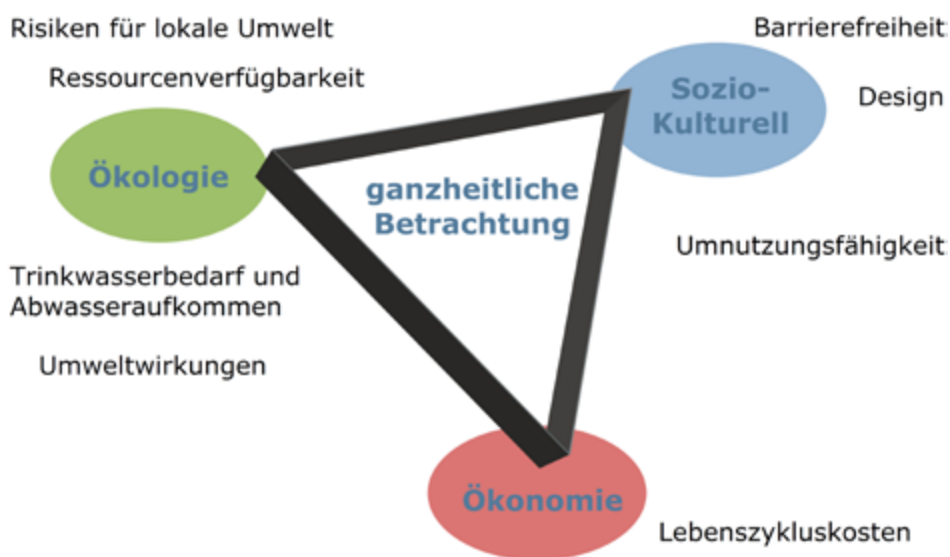 Risiken für lokale Umwelt
Ressourcenverfügbarkeit
Ökologie
Trinkwasserbedarf und
Abwasseraufkommen
Umweltwirkungen
ganzheitliche
Betrachtung
Barrierefreiheit
Sozio-
Kulturell
Design
Umnutzungsfähigkeit
Ökonomie
Lebenszykluskosten